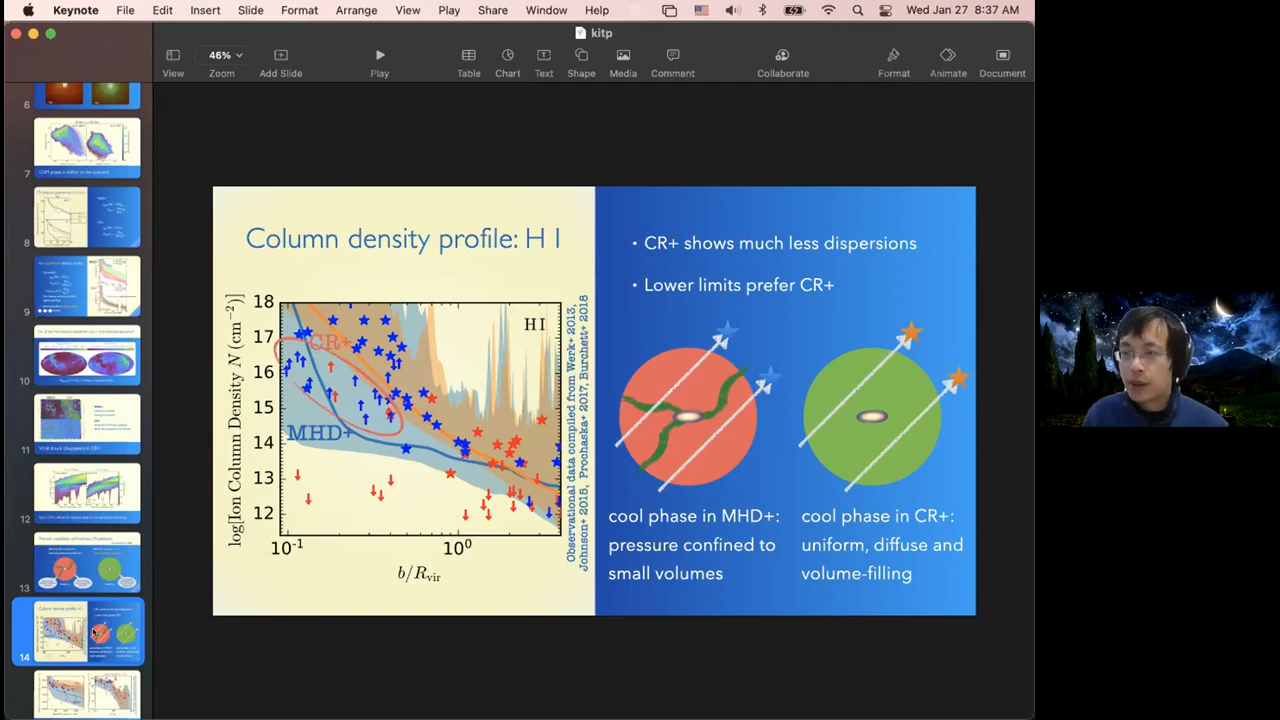 Keynote File Edit Insert Slide Format Arrange View Play Share Window Help Wed Jan 27 8:37 AM
kitp
46%
View Zoom Add Slide Play Table Chart Text Shape Media Comment Collaborate Format Animate Document
6
7
8
9
10
11
12
13
14
Column density profile: H I
log[Ion Column Density N (cm⁻²)]
18
17
16
15
14
13
12
H I
CR+
MHD+
10⁻¹
10⁰
b/Rvir
Observational data compiled from Werk+ 2013,
Johnson+ 2015, Prochaska+ 2017, Burchett+ 2018
• CR+ shows much less dispersions
• Lower limits prefer CR+
cool phase in MHD+:
pressure confined to
small volumes
cool phase in CR+:
uniform, diffuse and
volume-filling